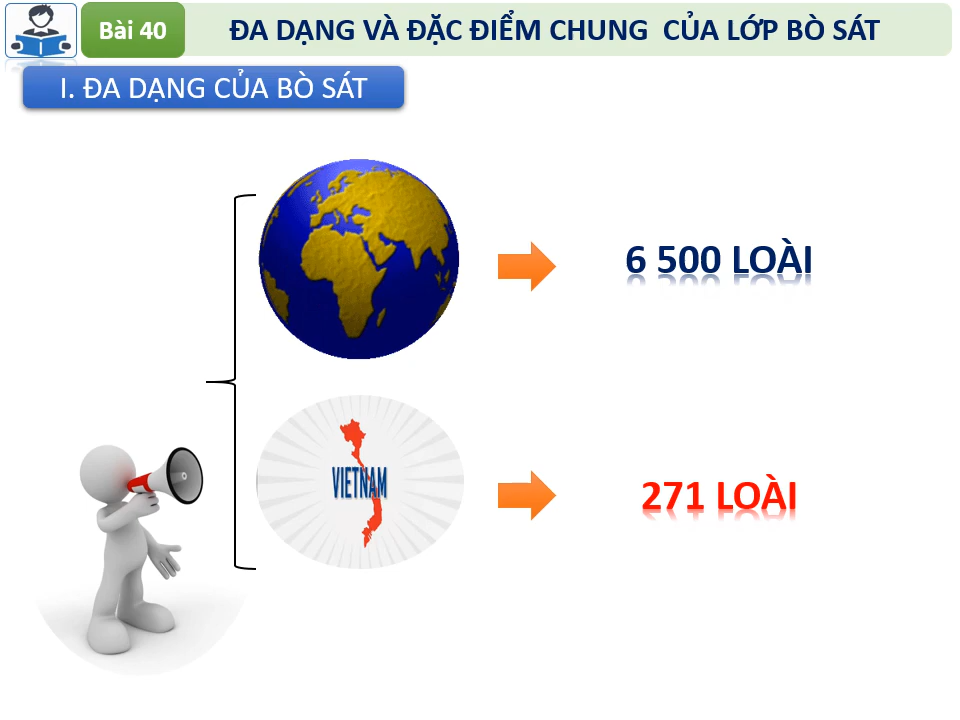 Bài 40
ĐA DẠNG VÀ ĐẶC ĐIỂM CHUNG CỦA LỚP BÒ SÁT
I. ĐA DẠNG CỦA BÒ SÁT
6 500 LOÀI
VIETNAM
271 LOÀI